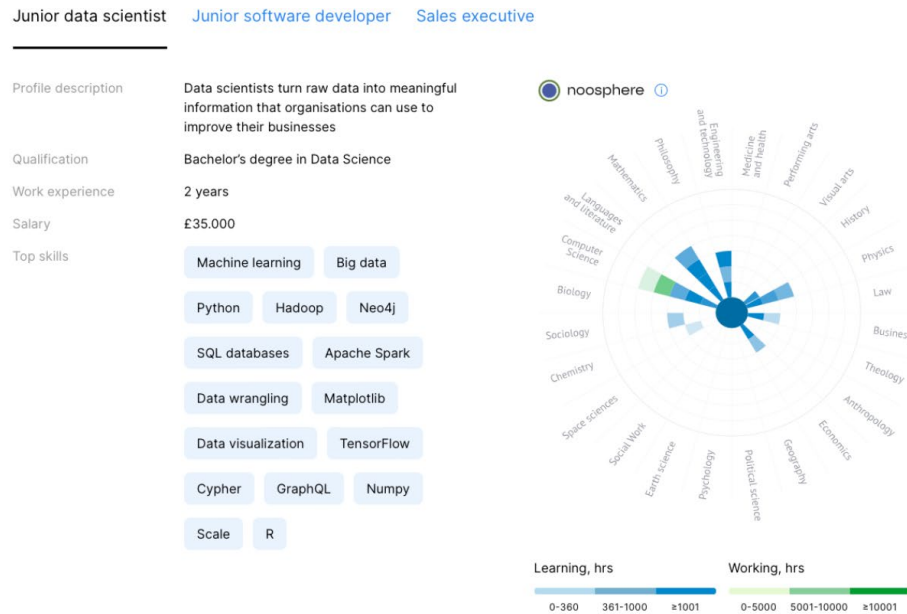 Junior data scientist
Junior software developer
Sales executive
Profile description
Data scientists turn raw data into meaningful
information that organisations can use to
improve their businesses
Qualification
Bachelor's degree in Data Science
Work experience
2 years
Salary
£35.000
Top skills
Machine learning
Big data
Python
Hadoop
Neo4j
SQL databases
Apache Spark
Data wrangling
Matplotlib
Data visualization
TensorFlow
Cypher
GraphQL
Numpy
Scale
R
noosphere
Engineering
and technology
Medicine
and health
Performing arts
Visual arts
History
Physics
Law
Busines
Theology
Anthropology
Economics
Geography
Political science
Psychology
Earth science
Social Work
Space sciences
Chemistry
Sociology
Biology
Computer
Science
Languages
and literature
Mathematics
Philosophy
Learning, hrs
0-360
361-1000
≥1001
Working, hrs
0-5000
5001-10000
≥10001